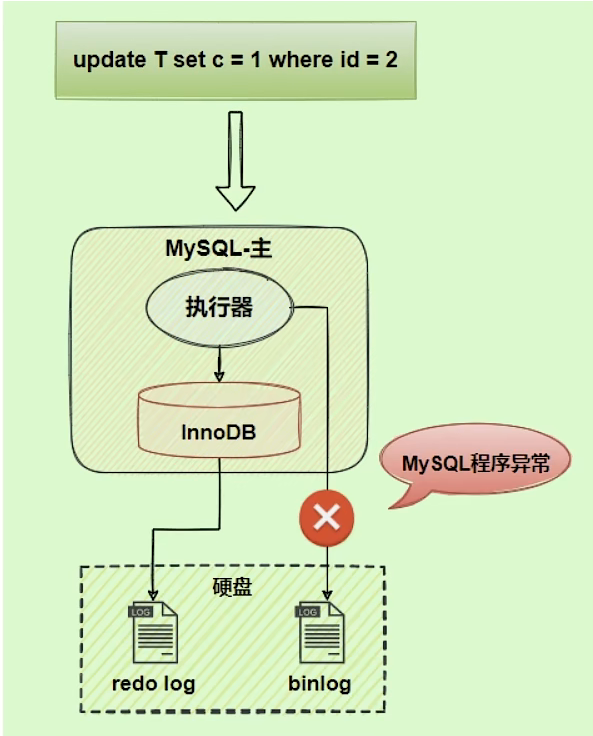 update T set c = 1 where id = 2
MySQL-主
执行器
InnoDB
MySQL程序异常
硬盘
LOG
LOG
redo log
binlog